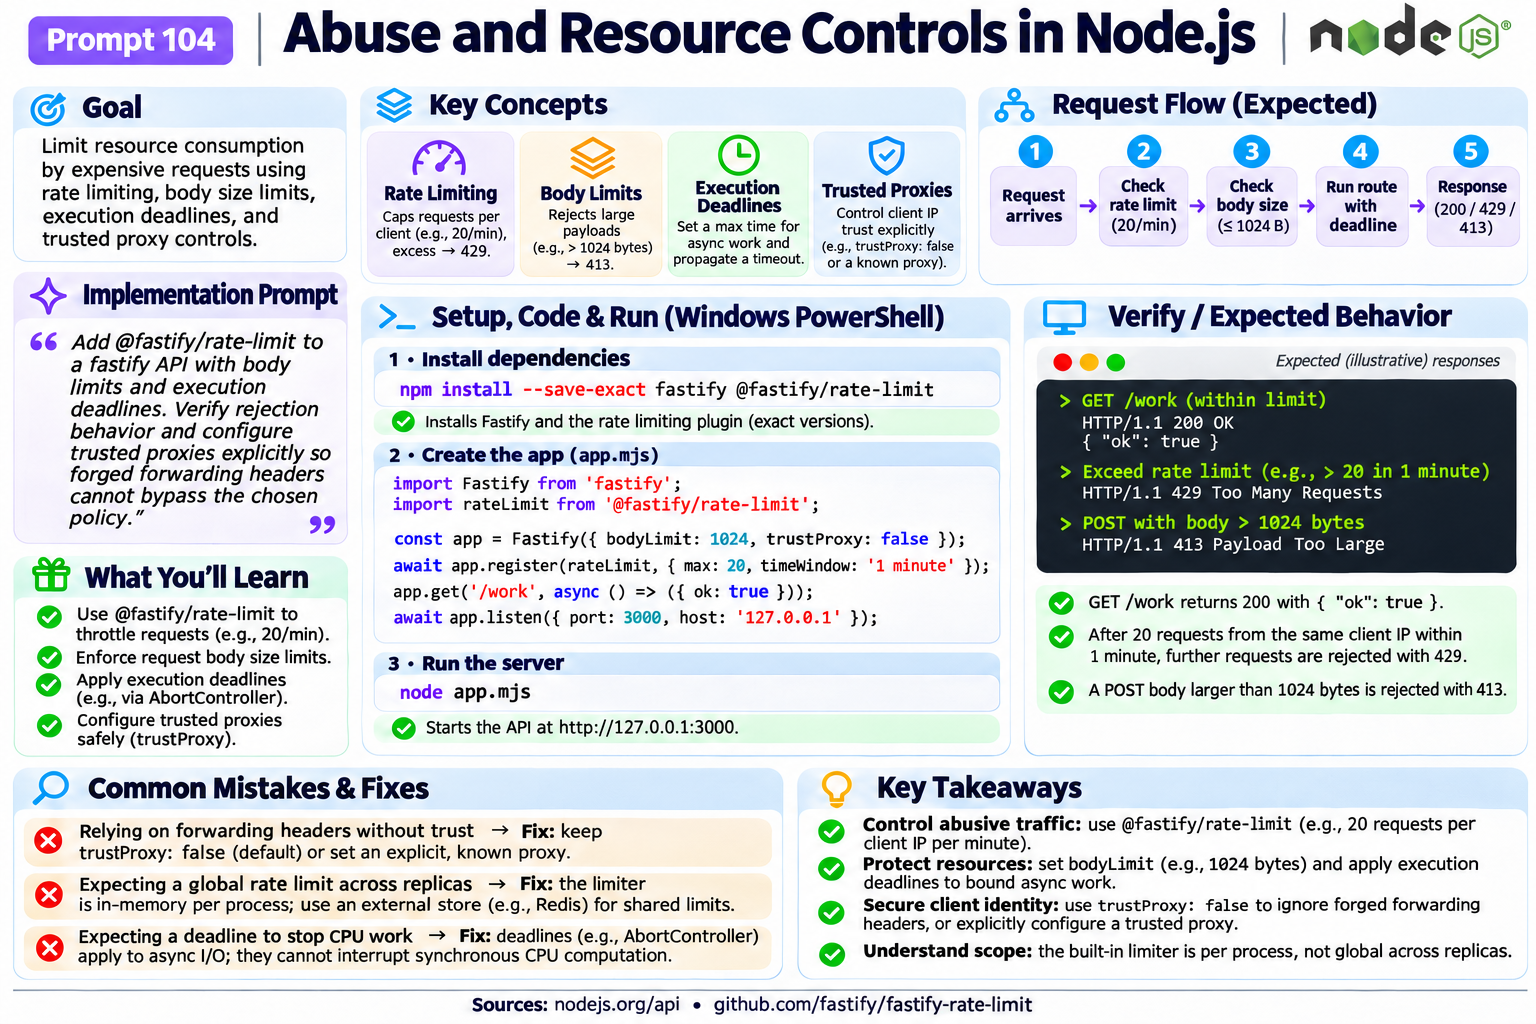 Prompt 104
Abuse and Resource Controls in Node.js
node JS ®
Goal
Limit resource consumption
by expensive requests using
rate limiting, body size limits,
execution deadlines, and
trusted proxy controls.
Implementation Prompt
“ Add @fastify/rate-limit to
a fastify API with body
limits and execution
deadlines. Verify rejection
behavior and configure
trusted proxies explicitly so
forged forwarding headers
cannot bypass the chosen
policy.”
”
What You’ll Learn
Use @fastify/rate-limit to
throttle requests (e.g., 20/min).
Enforce request body size limits.
Apply execution deadlines
(e.g., via AbortController).
Configure trusted proxies
safely (trustProxy).
Key Concepts
Rate Limiting
Caps requests per
client (e.g., 20/min),
excess → 429.
Body Limits
Rejects large
payloads
(e.g., > 1024 bytes)
→ 413.
Execution
Deadlines
Set a max time for
async work and
propagate a timeout.
Trusted Proxies
Control client IP
trust explicitly
(e.g., trustProxy: false
or a known proxy).
Request Flow (Expected)
1
Request
arrives
2
Check
rate limit
(20/min)
3
Check
body size
(≤ 1024 B)
4
Run route
with
deadline
5
Response
(200 / 429 /
413)
Setup, Code & Run (Windows PowerShell)
1 · Install dependencies
npm install --save-exact fastify @fastify/rate-limit
Installs Fastify and the rate limiting plugin (exact versions).
2 · Create the app (app.mjs)
import Fastify from 'fastify';
import rateLimit from '@fastify/rate-limit';
const app = Fastify({ bodyLimit: 1024, trustProxy: false });
await app.register(rateLimit, { max: 20, timeWindow: '1 minute' });
app.get('/work', async () => ({ ok: true }));
await app.listen({ port: 3000, host: '127.0.0.1' });
3 · Run the server
node app.mjs
Starts the API at http://127.0.0.1:3000.
Verify / Expected Behavior
Expected (illustrative) responses
> GET /work (within limit)
HTTP/1.1 200 OK
{ "ok": true }
> Exceed rate limit (e.g., > 20 in 1 minute)
HTTP/1.1 429 Too Many Requests
> POST with body > 1024 bytes
HTTP/1.1 413 Payload Too Large
GET /work returns 200 with { "ok": true }.
After 20 requests from the same client IP within
1 minute, further requests are rejected with 429.
A POST body larger than 1024 bytes is rejected with 413.
Common Mistakes & Fixes
Relying on forwarding headers without trust → Fix: keep
trustProxy: false (default) or set an explicit, known proxy.
Expecting a global rate limit across replicas → Fix: the limiter
is in-memory per process; use an external store (e.g., Redis) for shared limits.
Expecting a deadline to stop CPU work → Fix: deadlines (e.g., AbortController)
apply to async I/O; they cannot interrupt synchronous CPU computation.
Key Takeaways
Control abusive traffic: use @fastify/rate-limit (e.g., 20 requests per
client IP per minute).
Protect resources: set bodyLimit (e.g., 1024 bytes) and apply execution
deadlines to bound async work.
Secure client identity: use trustProxy: false to ignore forged forwarding
headers, or explicitly configure a trusted proxy.
Understand scope: the built-in limiter is per process, not global across replicas.
Sources: nodejs.org/api • github.com/fastify/fastify-rate-limit